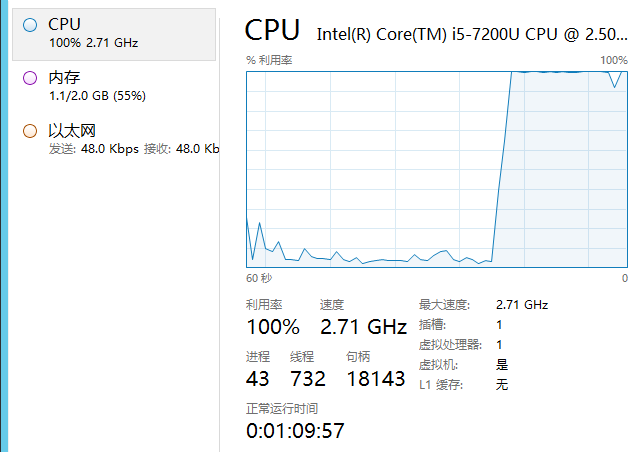 CPU
100% 2.71 GHz
内存
1.1/2.0 GB (55%)
以太网
发送: 48.0 Kbps 接收: 48.0 Kb
CPU Intel(R) Core(TM) i5-7200U CPU @ 2.50...
% 利用率 100%
60 秒 0
利用率 速度
100% 2.71 GHz
进程 线程 句柄
43 732 18143
正常运行时间
0:01:09:57
最大速度: 2.71 GHz
插槽: 1
虚拟处理器: 1
虚拟机: 是
L1 缓存: 无